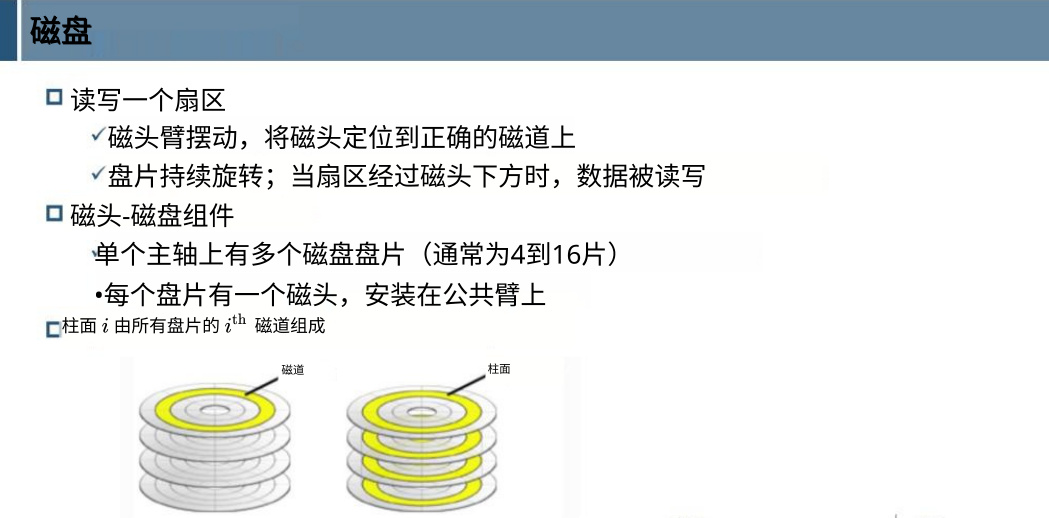 磁盘
读写一个扇区
磁头臂摆动，将磁头定位到正确的磁道上
盘片持续旋转；当扇区经过磁头下方时，数据被读写
磁头-磁盘组件
单个主轴上有多个磁盘盘片（通常为4到16片）
•每个盘片有一个磁头，安装在公共臂上
柱面 i 由所有盘片的 i^th 磁道组成
磁道
柱面